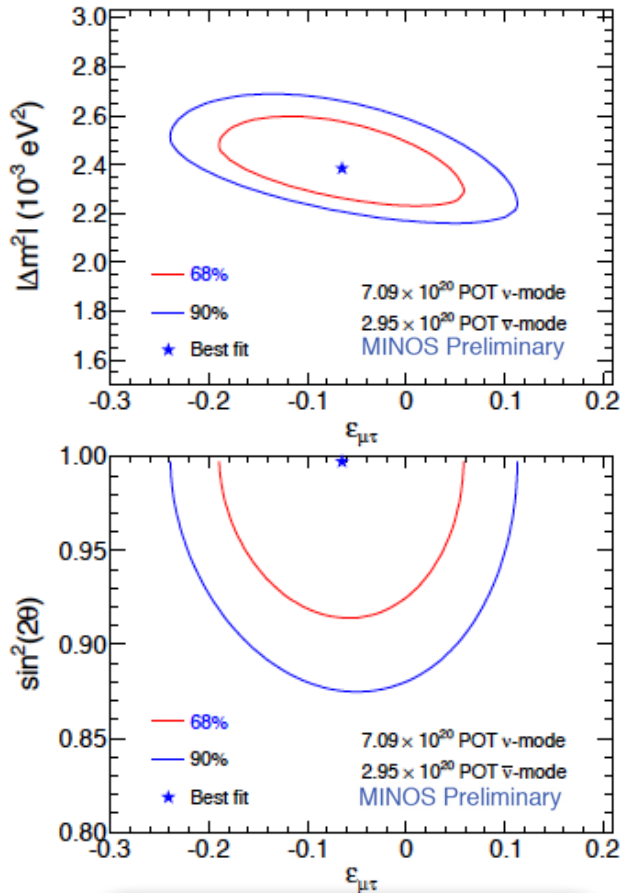 |Δm²| (10⁻³ eV²)
3.0
2.8
2.6
2.4
2.2
2.0
1.8
1.6
68%
90%
Best fit
7.09 × 10²⁰ POT ν-mode
2.95 × 10²⁰ POT ν̅-mode
MINOS Preliminary
-0.3 -0.2 -0.1 0 0.1 0.2
ε_μτ
sin²(2θ)
1.00
0.95
0.90
0.85
0.80
68%
90%
Best fit
7.09 × 10²⁰ POT ν-mode
2.95 × 10²⁰ POT ν̅-mode
MINOS Preliminary
-0.3 -0.2 -0.1 0 0.1 0.2
ε_μτ